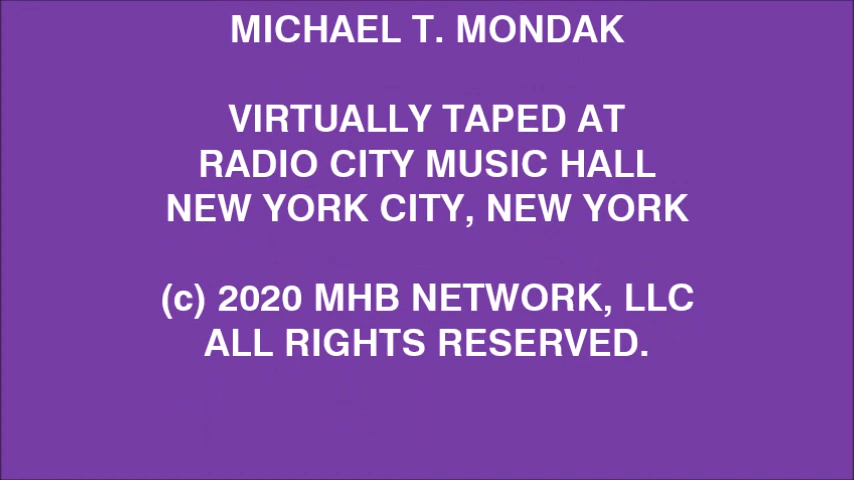 MICHAEL T. MONDAK
VIRTUALLY TAPED AT
RADIO CITY MUSIC HALL
NEW YORK CITY, NEW YORK
(c) 2020 MHB NETWORK, LLC
ALL RIGHTS RESERVED.